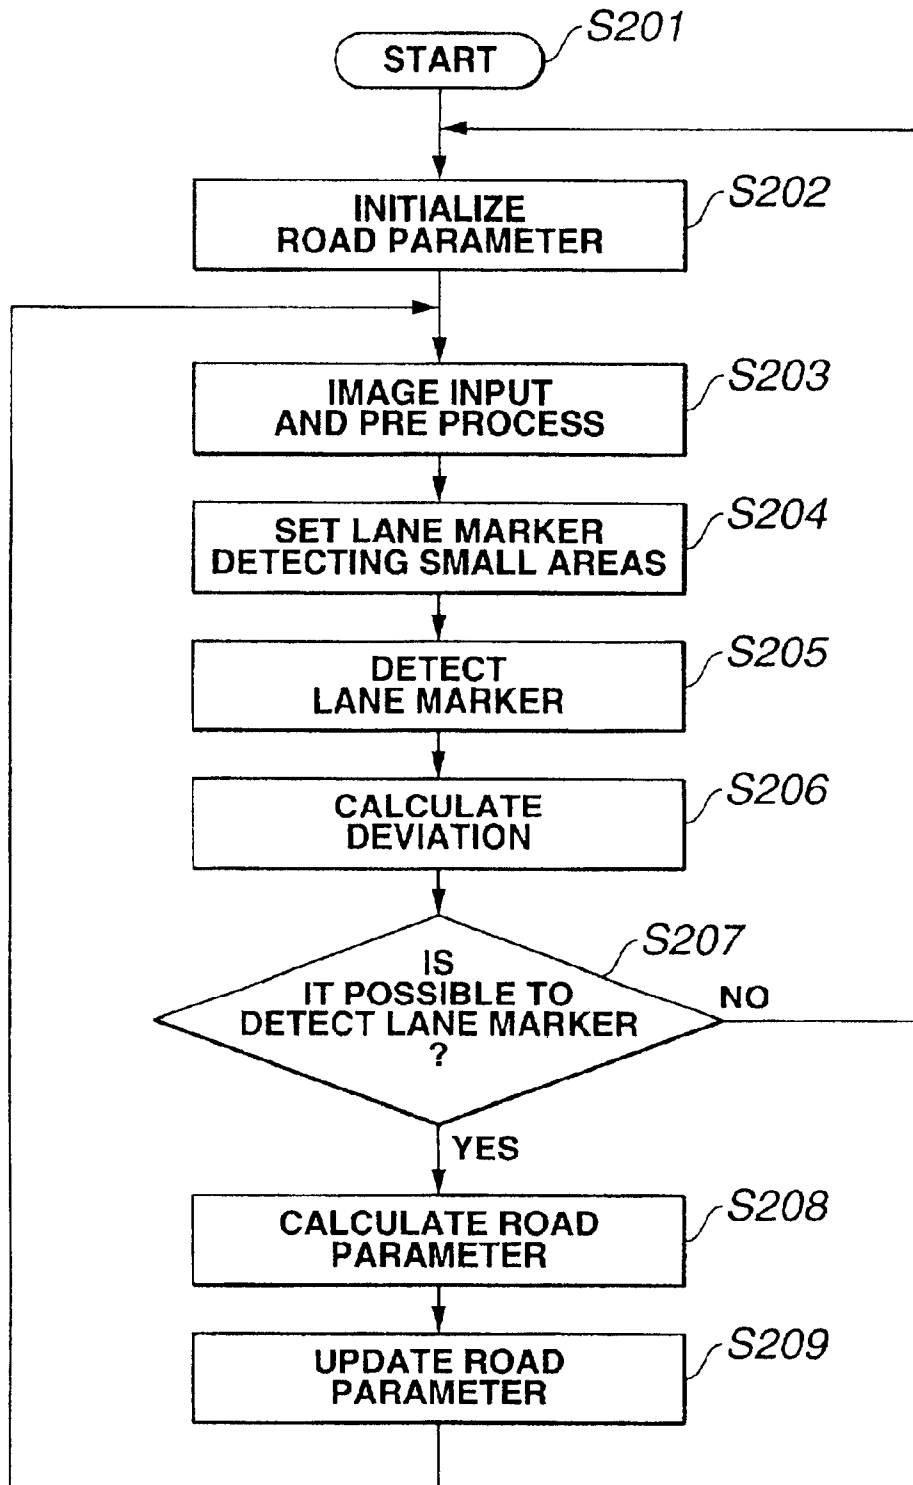 S201
START
S202
INITIALIZE
ROAD PARAMETER
S203
IMAGE INPUT
AND PRE PROCESS
S204
SET LANE MARKER
DETECTING SMALL AREAS
S205
DETECT
LANE MARKER
S206
CALCULATE
DEVIATION
S207
IS
IT POSSIBLE TO
DETECT LANE MARKER
?
NO
YES
S208
CALCULATE ROAD
PARAMETER
S209
UPDATE ROAD
PARAMETER